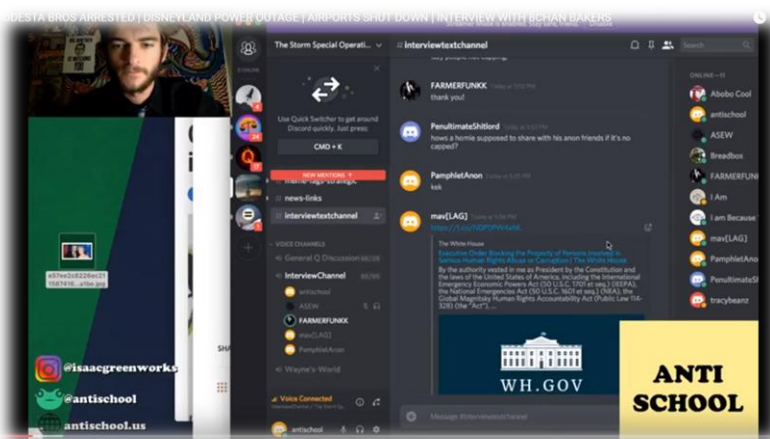 ODESTA BROS ARRESTED | DISNEYLAND POWER OUTAGE | AIRPORTS SHUT DOWN | INTERVIEW WITH 8CHAN BAKERS
The Storm Special Operati...
Use Quick Switcher to get around
Discord quickly. Just press:
CMD + K
NEW MENTIONS
news-links
interviewtextchannel
VOICE CHANNELS
General Q Discussion
InterviewChannel
antischool
ASEW
FARMERFUNKK
mav[LAG]
PamphletAnon
Wayne's-World
Voice Connected
antischool
interviewtextchannel
Search
FARMERFUNKK
thank you!
PenultimateShitlord
hows a homie supposed to share with his anon friends if it's no
capped?
PamphletAnon
kek
mav[LAG]
The White House
Executive Order Blocking the Property of Persons Involved in
Serious Human Rights Abuse or Corruption | The White House
By the authority vested in me as President by the Constitution and
the laws of the United States of America, including the International
Emergency Economic Powers Act (50 U.S.C. 1701 et seq.) (IEEPA),
the National Emergencies Act (50 U.S.C. 1601 et seq.) (NEA), the
Global Magnitsky Human Rights Accountability Act (Public Law 114-
328) (the "Act"), ...
WH.GOV
Message #interviewtextchannel
ONLINE—11
Abobo Cool
antischool
ASEW
Breadbox
FARMERFUN
I Am
I am Because
mav[LAG]
PamphletAno
PenultimateS
tracybeanz
@isaacgreenworks
@antischool
antischool.us
ANTI
SCHOOL